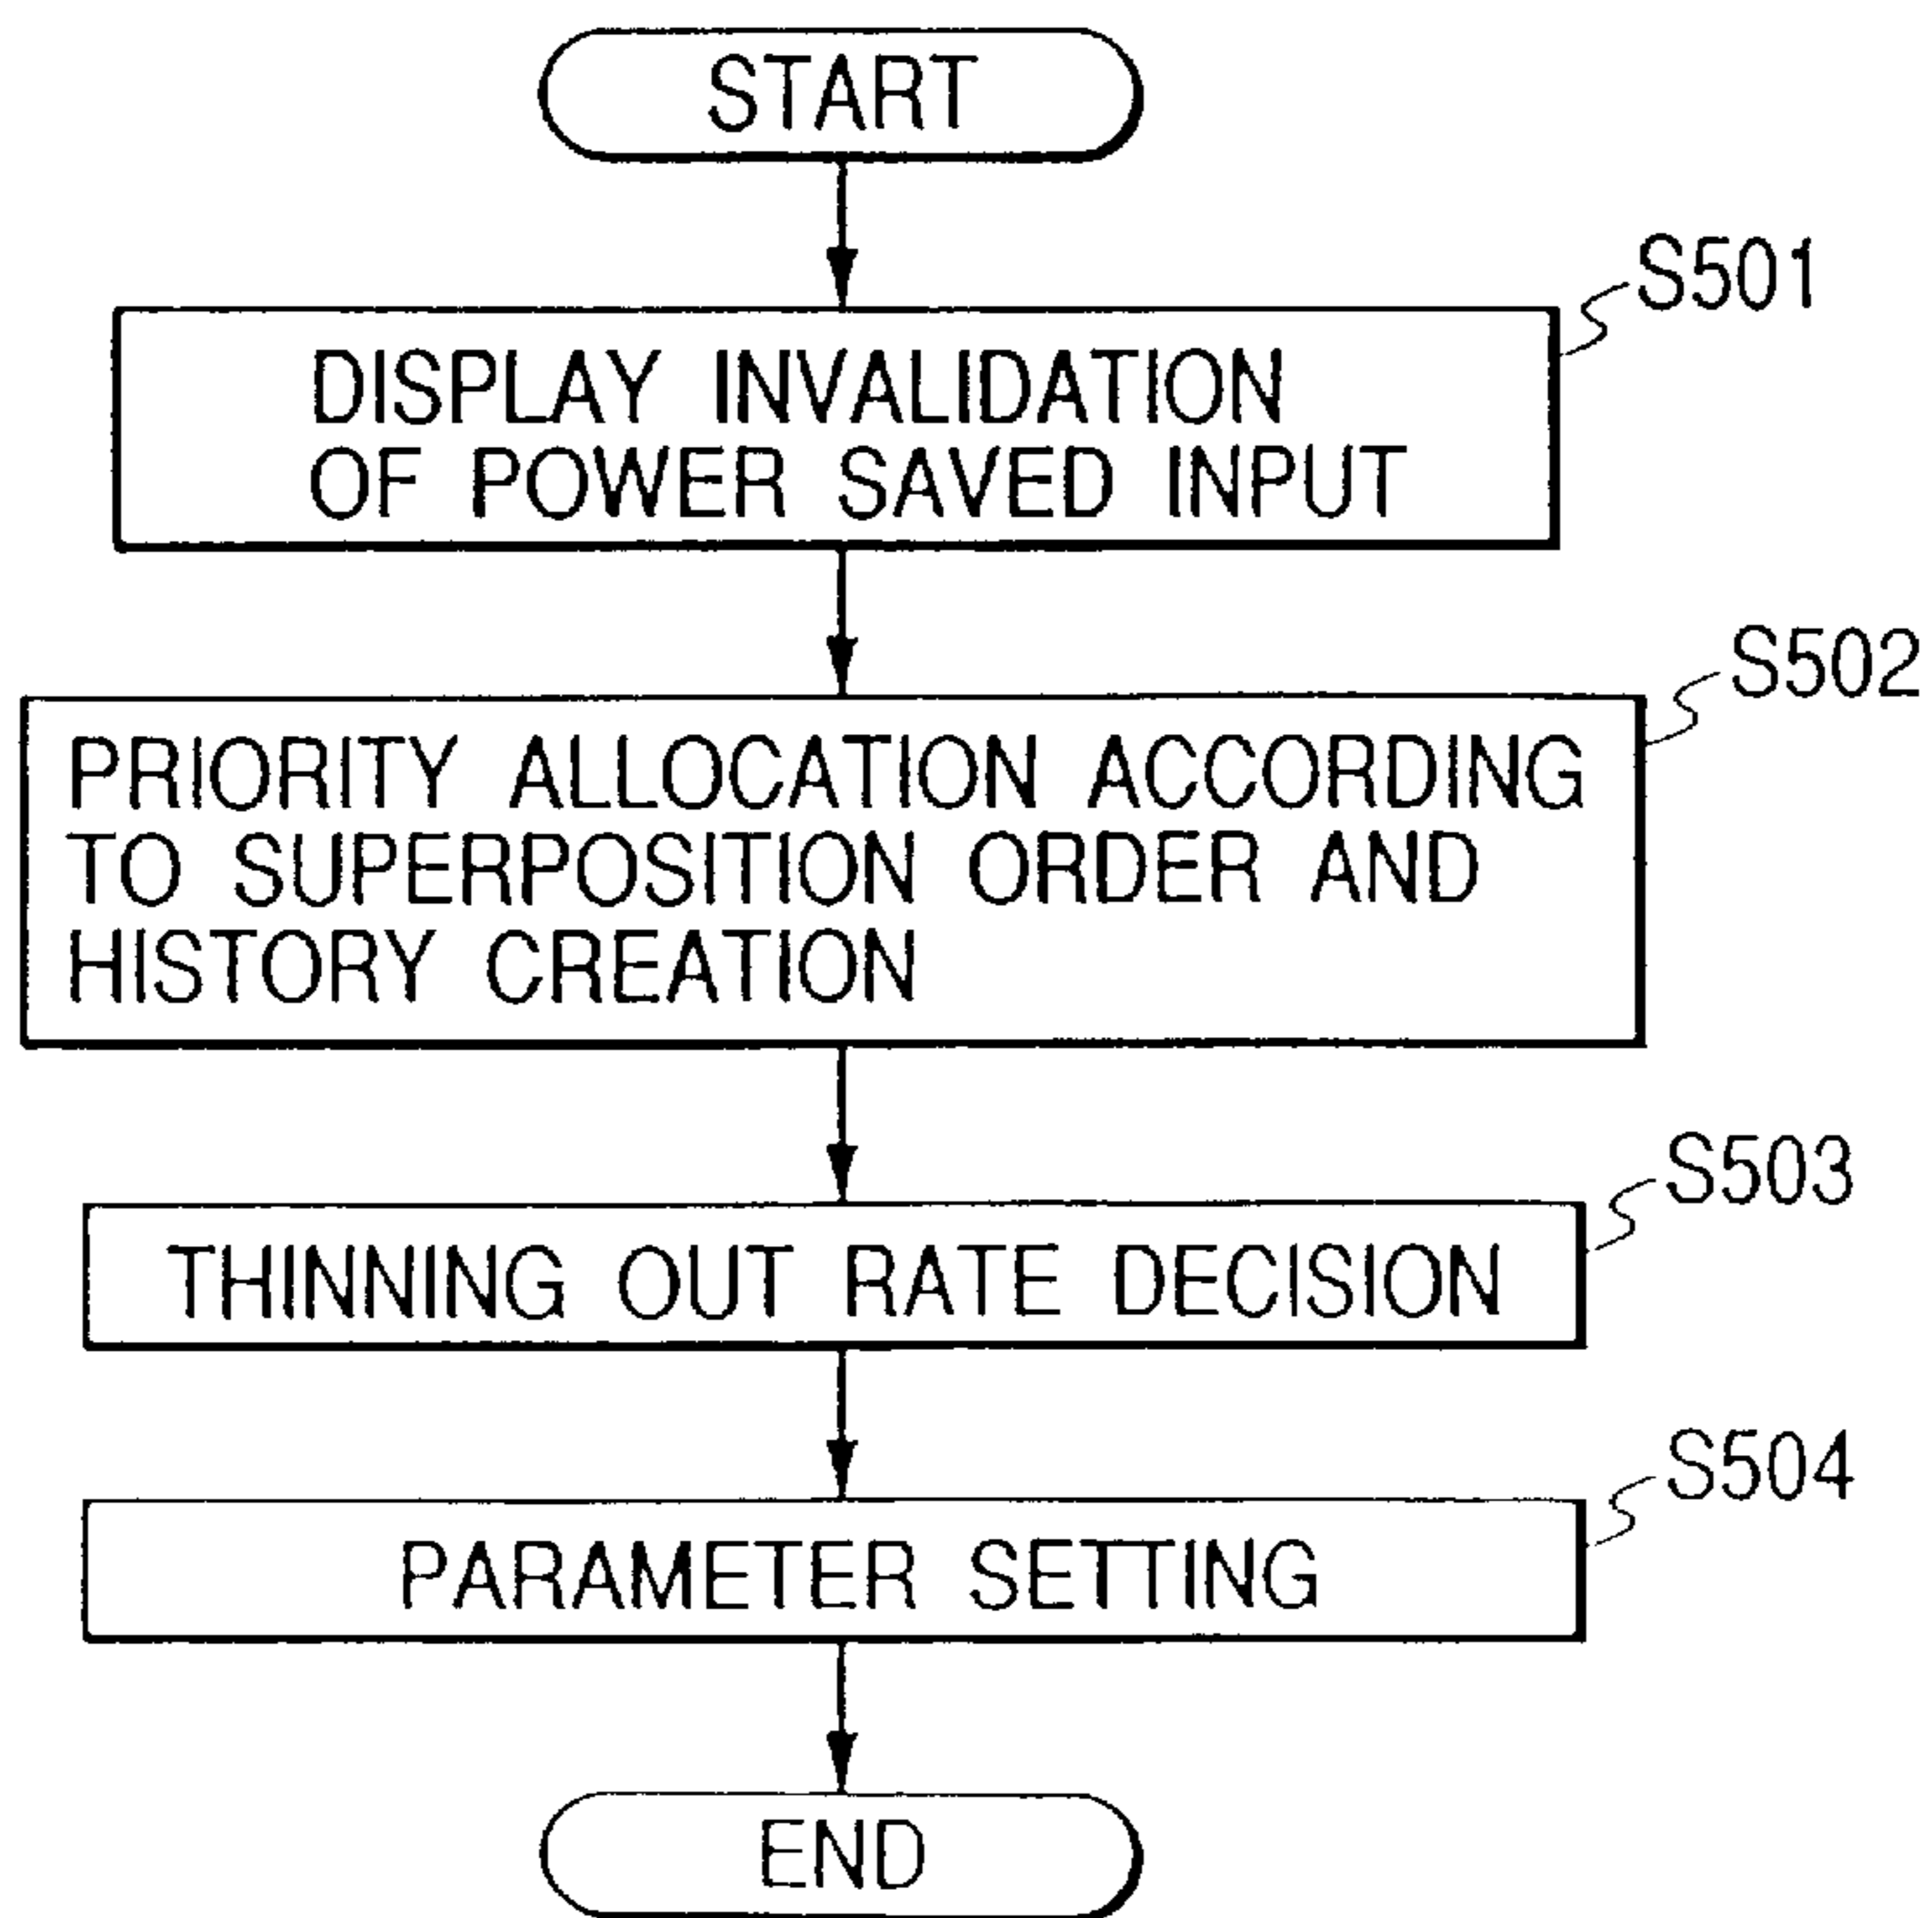 START
S501
DISPLAY INVALIDATION
OF POWER SAVED INPUT
S502
PRIORITY ALLOCATION ACCORDING
TO SUPERPOSITION ORDER AND
HISTORY CREATION
S503
THINNING OUT RATE DECISION
S504
PARAMETER SETTING
END